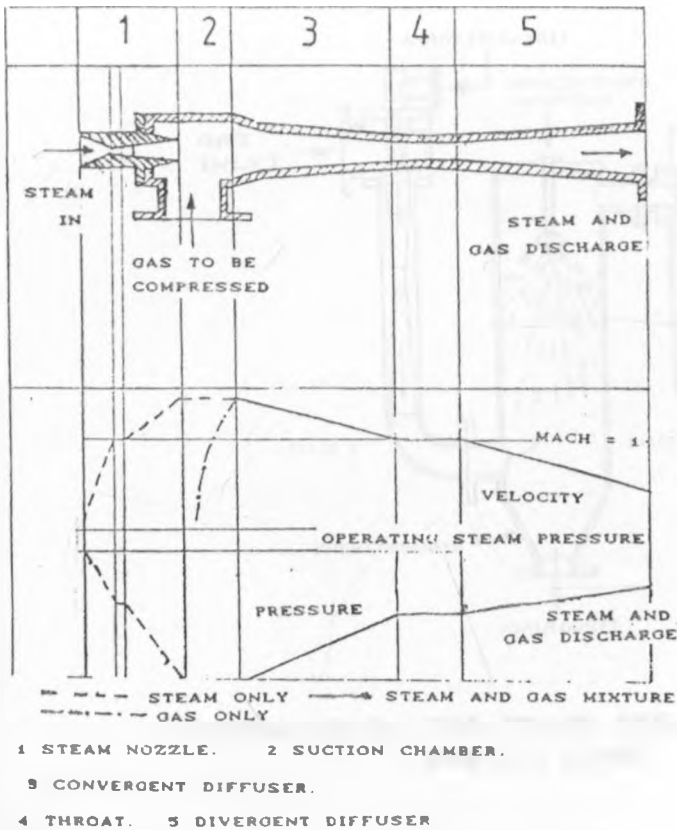 1 2 3 4 5
STEAM
IN
GAS TO BE
COMPRESSED
STEAM AND
GAS DISCHARGE
MACH = 1
VELOCITY
OPERATING STEAM PRESSURE
PRESSURE
STEAM AND
GAS DISCHARGE
STEAM ONLY STEAM AND GAS MIXTURE
GAS ONLY
1 STEAM NOZZLE. 2 SUCTION CHAMBER.
3 CONVERGENT DIFFUSER.
4 THROAT. 5 DIVERGENT DIFFUSER